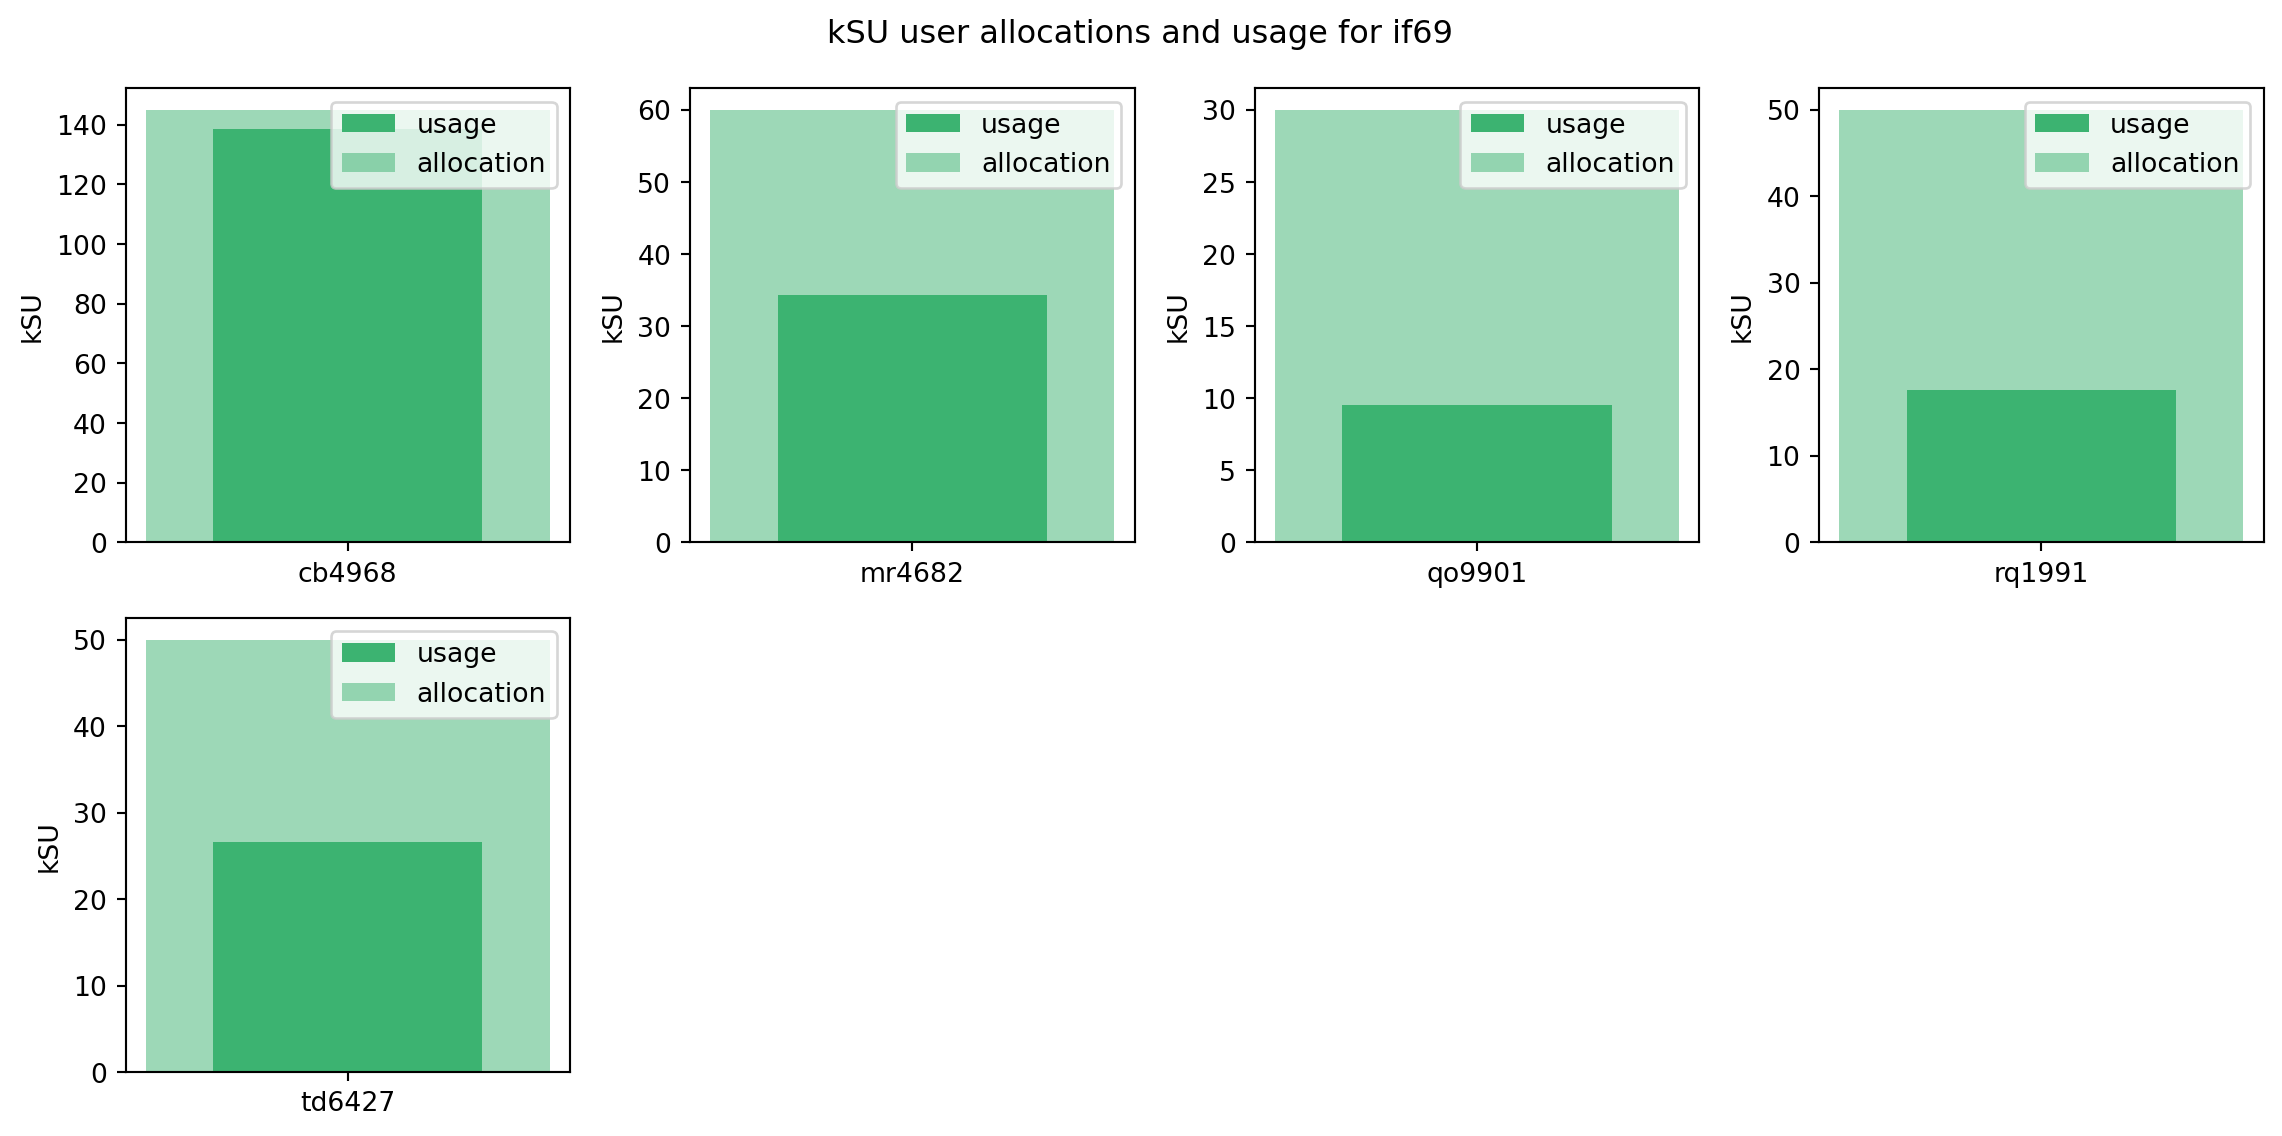 kSU user allocations and usage for if69
140
120
100
80
60
40
20
0
kSU
usage
allocation
cb4968
60
50
40
30
20
10
0
kSU
usage
allocation
mr4682
30
25
20
15
10
5
0
kSU
usage
allocation
qo9901
50
40
30
20
10
0
kSU
usage
allocation
rq1991
50
40
30
20
10
0
kSU
usage
allocation
td6427